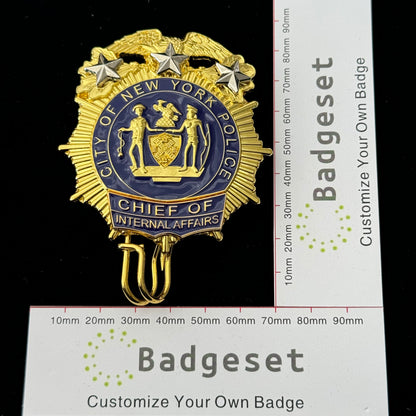 CITY OF NEW YORK POLICE
CHIEF OF
INTERNAL AFFAIRS
10mm 20mm 30mm 40mm 50mm 60mm 70mm 80mm 90mm
Badgeset
Customize Your Own Badge
10mm 20mm 30mm 40mm 50mm 60mm 70mm 80mm 90mm
Badgeset
Customize Your Own Badge